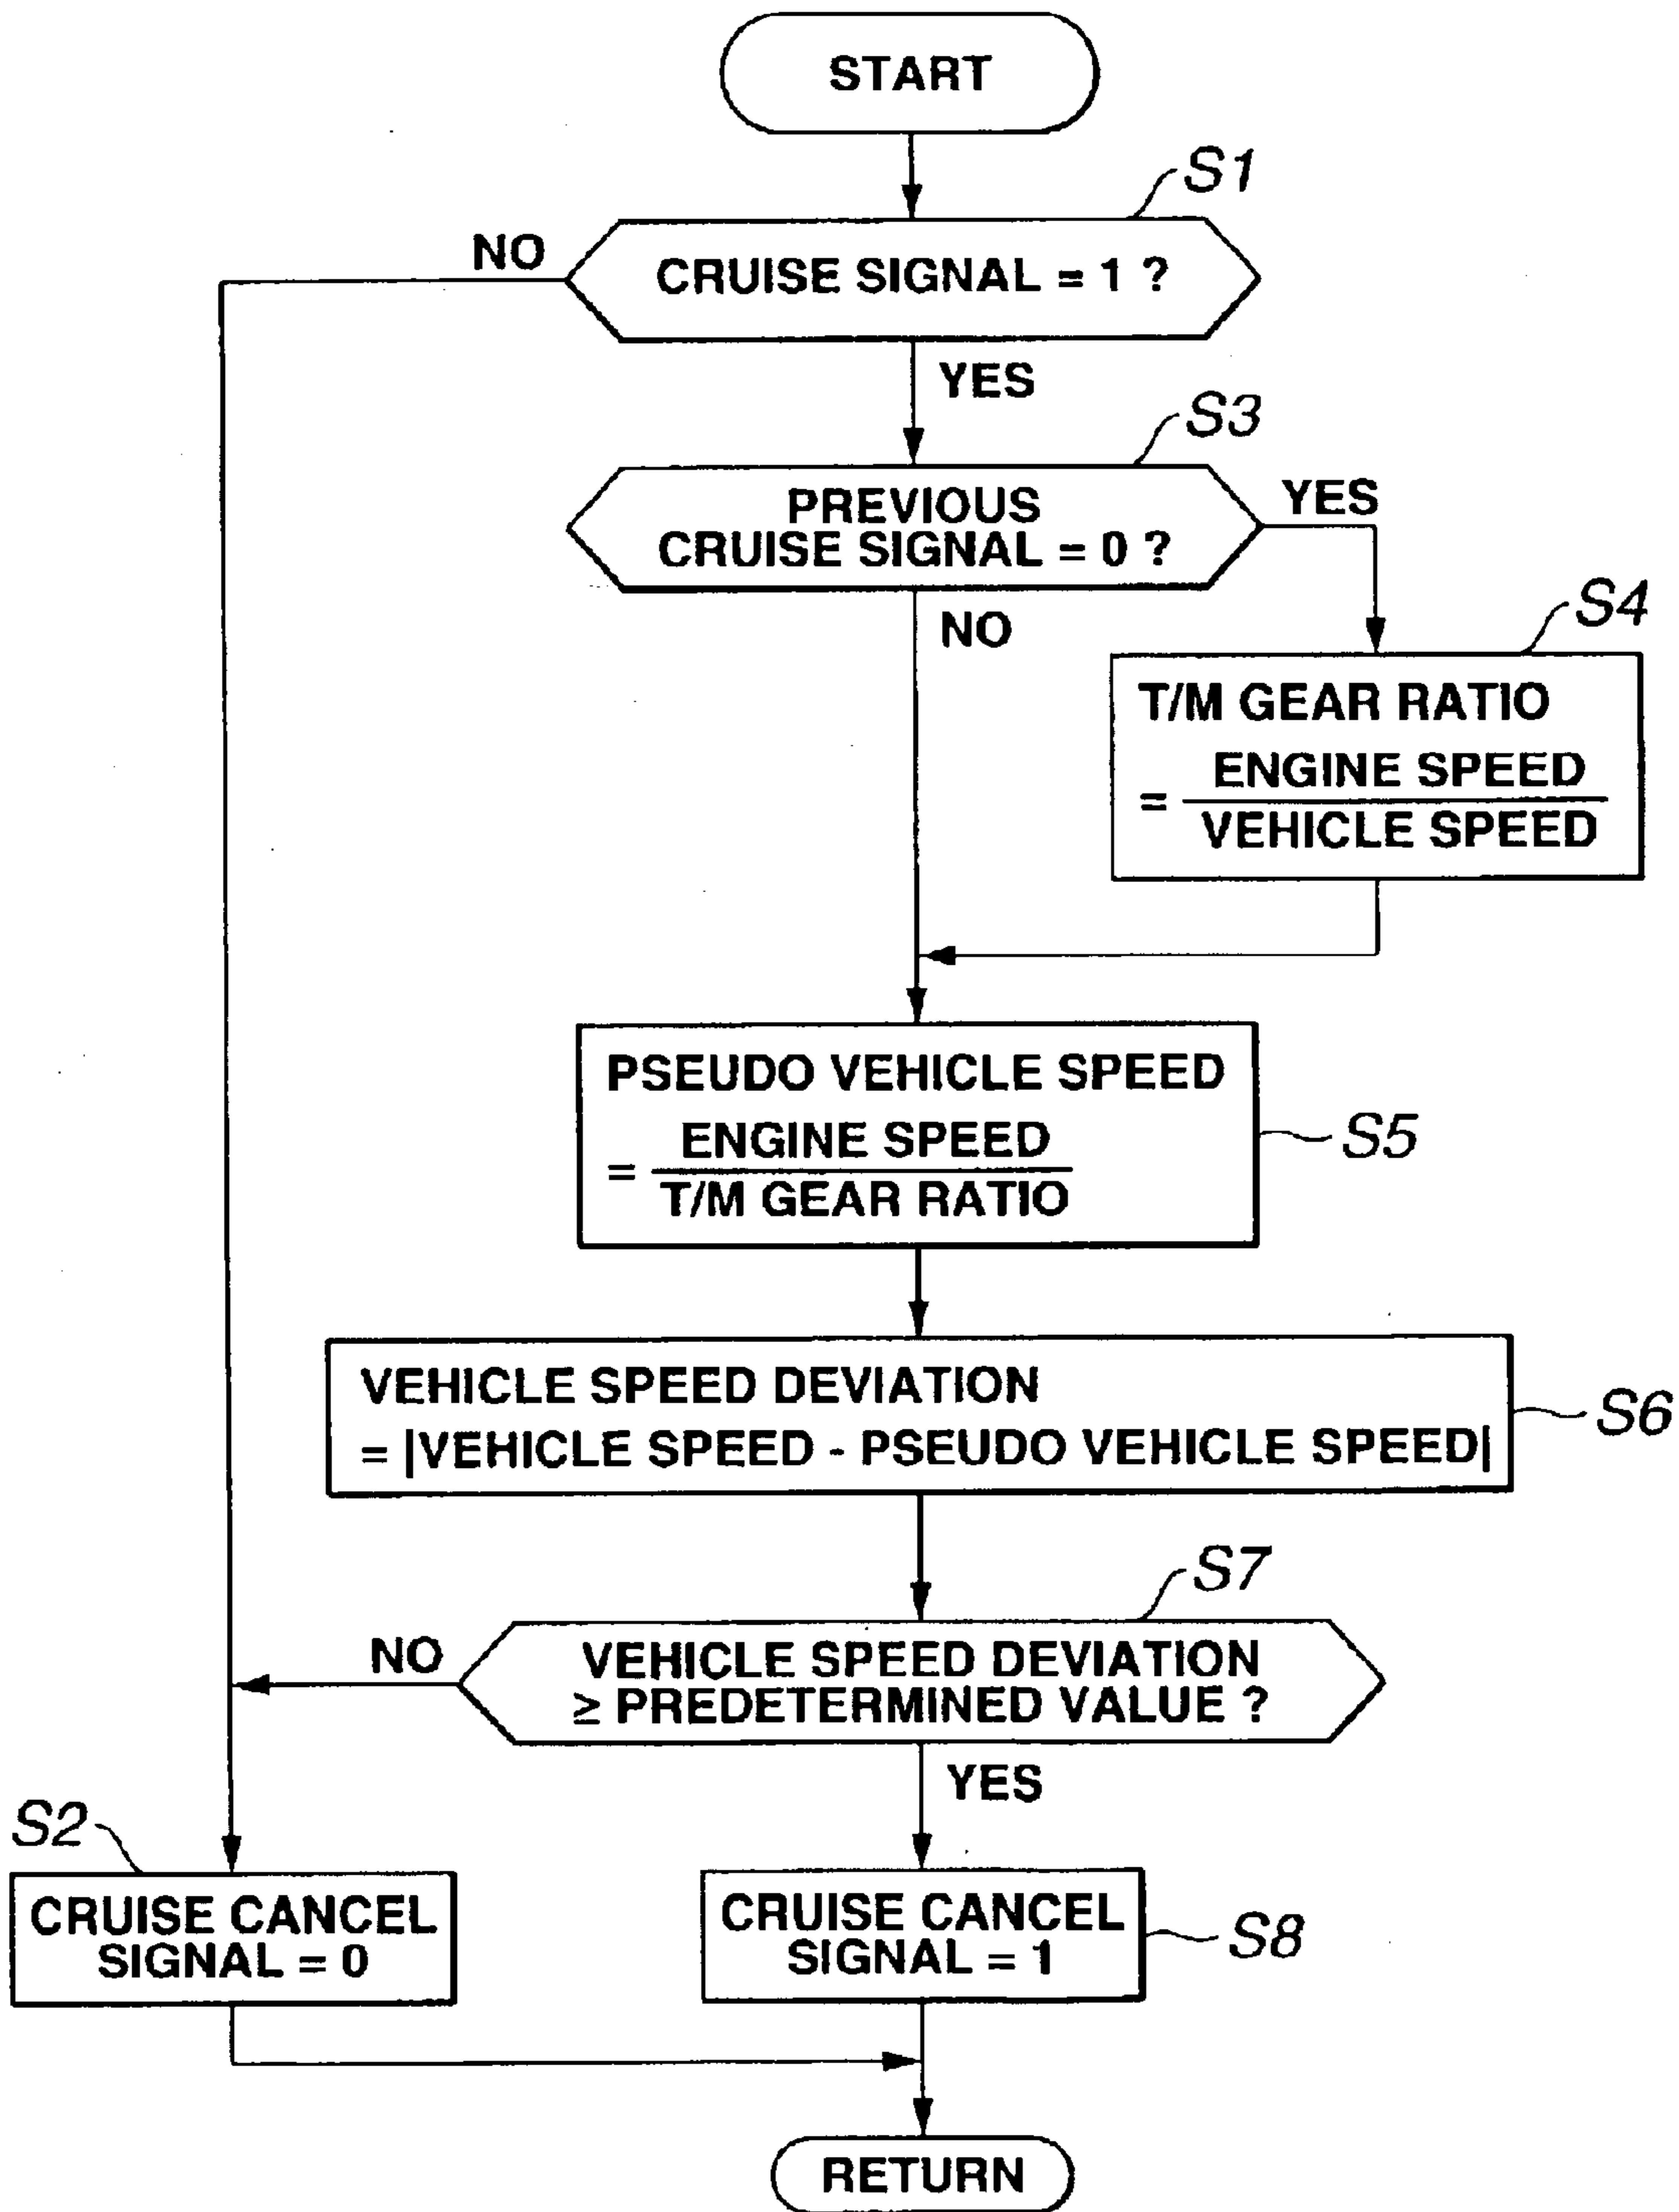 START
S1
NO
CRUISE SIGNAL = 1 ?
YES
S3
PREVIOUS
CRUISE SIGNAL = 0 ?
YES
NO
S4
T/M GEAR RATIO
= ENGINE SPEED
VEHICLE SPEED
PSEUDO VEHICLE SPEED
= ENGINE SPEED
T/M GEAR RATIO
S5
VEHICLE SPEED DEVIATION
= |VEHICLE SPEED - PSEUDO VEHICLE SPEED|
S6
S7
NO
VEHICLE SPEED DEVIATION
≥ PREDETERMINED VALUE ?
YES
S2
CRUISE CANCEL
SIGNAL = 0
CRUISE CANCEL
SIGNAL = 1
S8
RETURN